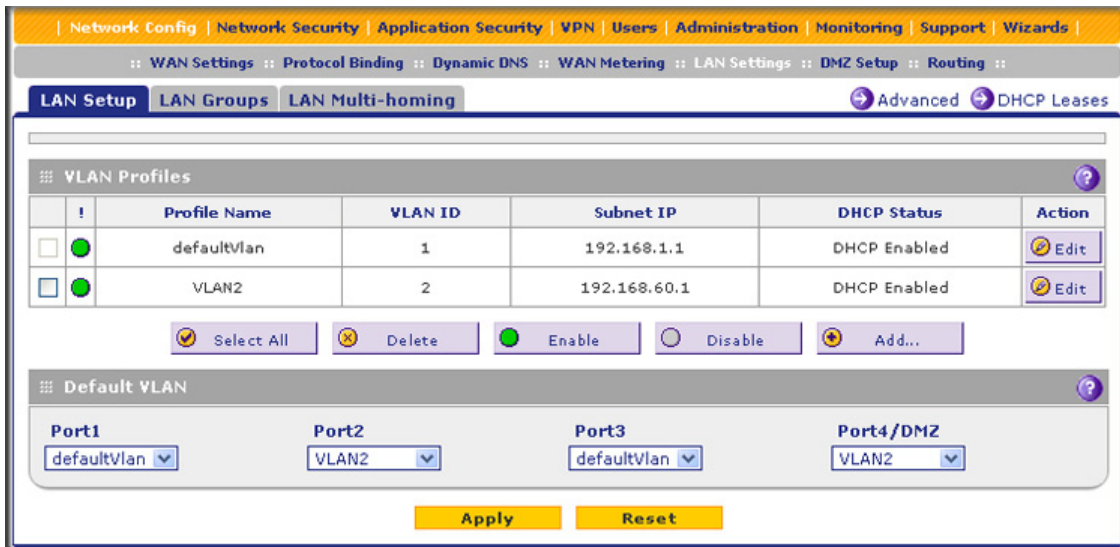 | Network Config | Network Security | Application Security | VPN | Users | Administration | Monitoring | Support | Wizards |
:: WAN Settings :: Protocol Binding :: Dynamic DNS :: WAN Metering :: LAN Settings :: DMZ Setup :: Routing ::
LAN Setup LAN Groups LAN Multi-homing Advanced DHCP Leases
VLAN Profiles ?
! Profile Name VLAN ID Subnet IP DHCP Status Action
defaultVlan 1 192.168.1.1 DHCP Enabled Edit
VLAN2 2 192.168.60.1 DHCP Enabled Edit
Select All Delete Enable Disable Add...
Default VLAN ?
Port1 Port2 Port3 Port4/DMZ
defaultVlan VLAN2 defaultVlan VLAN2
Apply Reset